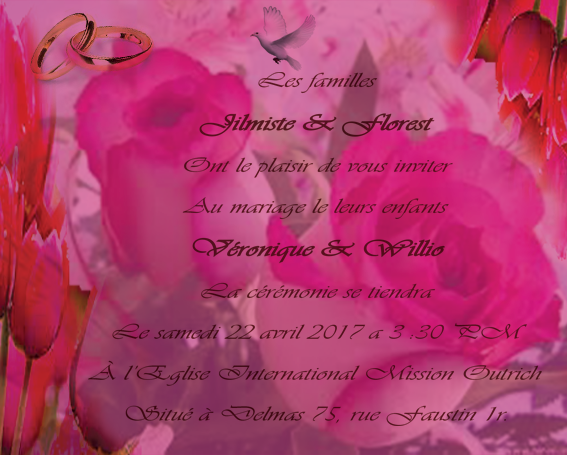 Les familles
Jilmiste & Florest
Ont le plaisir de vous inviter
Au mariage le leurs enfants
Véronique & Willio
La cérémonie se tiendra
Le samedi 22 avril 2017 a 3 :30 PM
À l'Eglise International Mission Outrich
Situé à Delmas 75, rue Faustin 1r.